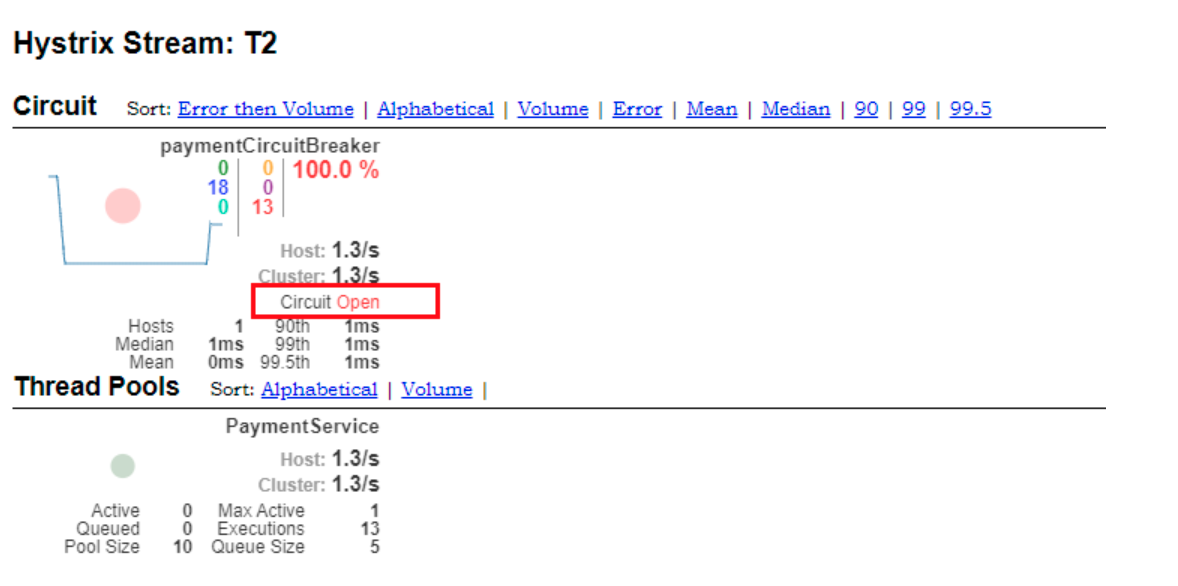 Hystrix Stream: T2
Circuit Sort: Error then Volume | Alphabetical | Volume | Error | Mean | Median | 90 | 99 | 99.5
paymentCircuitBreaker
0 0 100.0 %
18 0
0 13
Host: 1.3/s
Cluster: 1.3/s
Circuit Open
Hosts 1 90th 1ms
Median 1ms 99th 1ms
Mean 0ms 99.5th 1ms
Thread Pools Sort: Alphabetical | Volume |
PaymentService
Host: 1.3/s
Cluster: 1.3/s
Active 0 Max Active 1
Queued 0 Executions 13
Pool Size 10 Queue Size 5